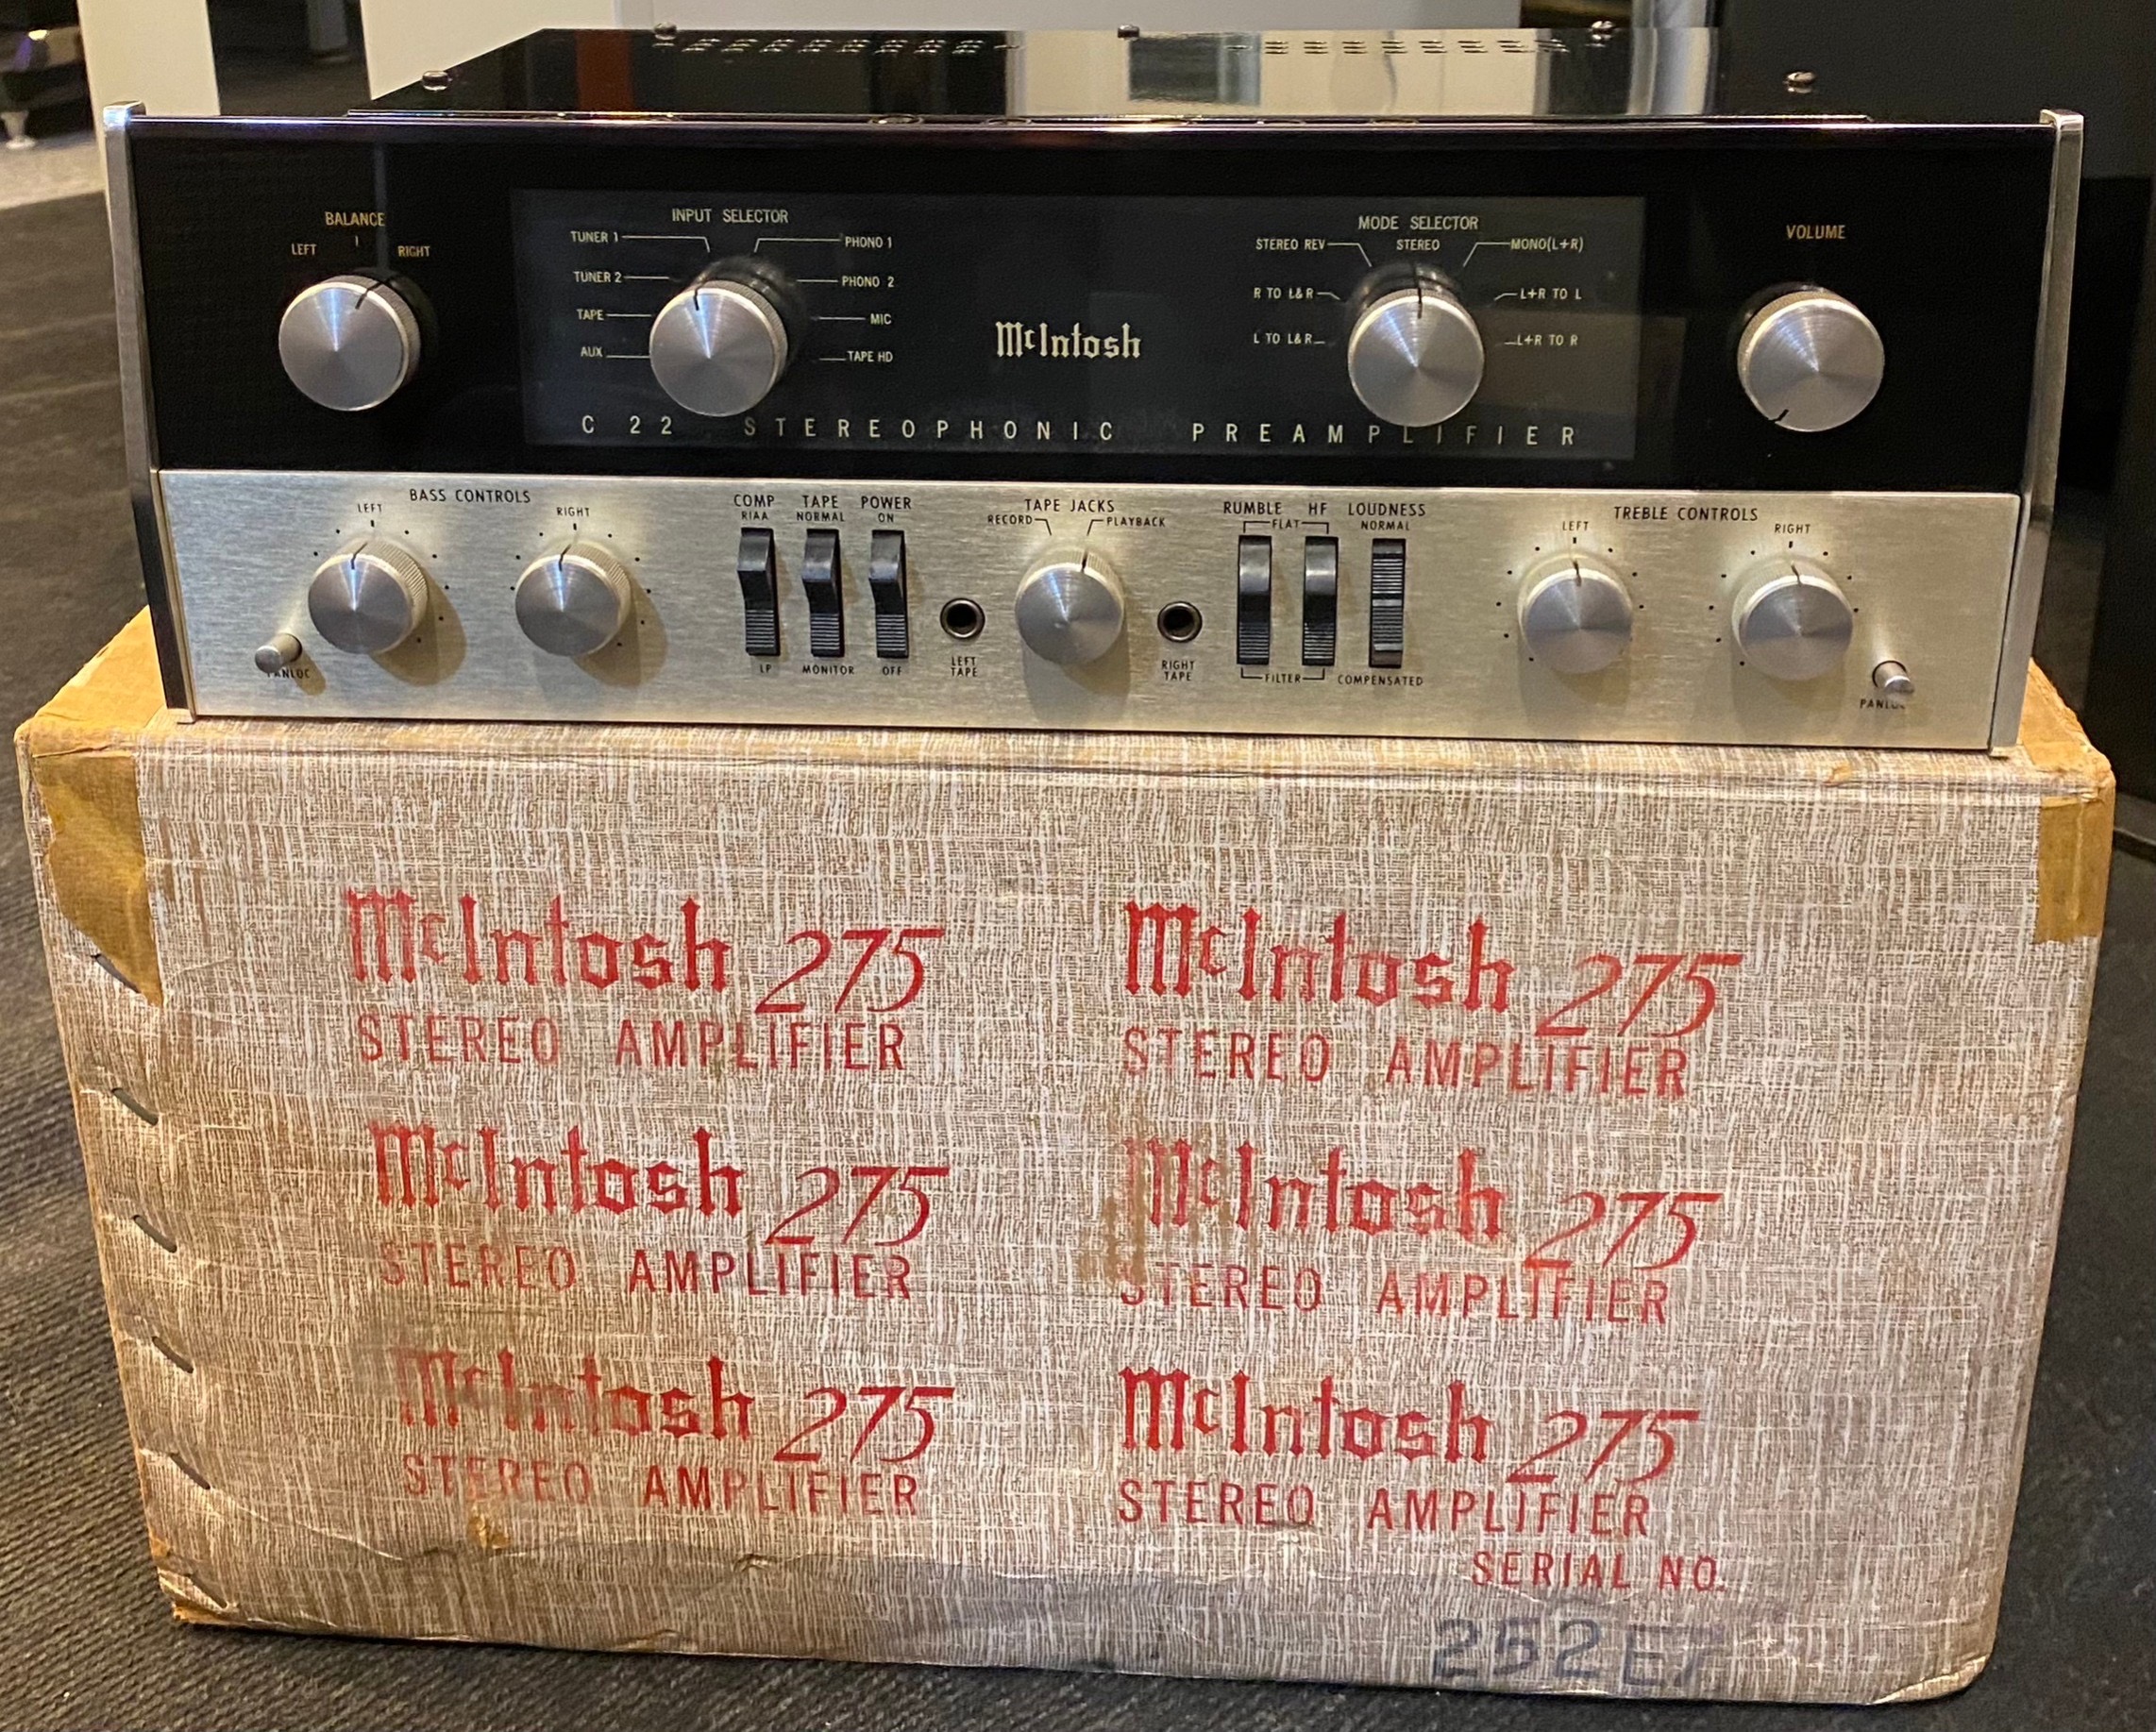 BALANCE
LEFT RIGHT
INPUT SELECTOR
TUNER 1 PHONO 1
TUNER 2 PHONO 2
TAPE MIC
AUX TAPE HD
McIntosh
MODE SELECTOR
STEREO REV STEREO MONO(L+R)
R TO L&R L+R TO L
L TO L&R L+R TO R
VOLUME
C 22 STEREOPHONIC PREAMPLIFIER
BASS CONTROLS
LEFT RIGHT
PANLOC
COMP TAPE POWER
RIAA NORMAL ON
LP MONITOR OFF
TAPE JACKS
RECORD PLAYBACK
LEFT TAPE
RIGHT TAPE
RUMBLE HF LOUDNESS
FLAT NORMAL
FILTER COMPENSATED
TREBLE CONTROLS
LEFT RIGHT
PANLOC
McIntosh 275 McIntosh 275
STEREO AMPLIFIER STEREO AMPLIFIER
McIntosh 275 McIntosh 275
STEREO AMPLIFIER STEREO AMPLIFIER
McIntosh 275 McIntosh 275
STEREO AMPLIFIER STEREO AMPLIFIER
SERIAL NO.
252E7